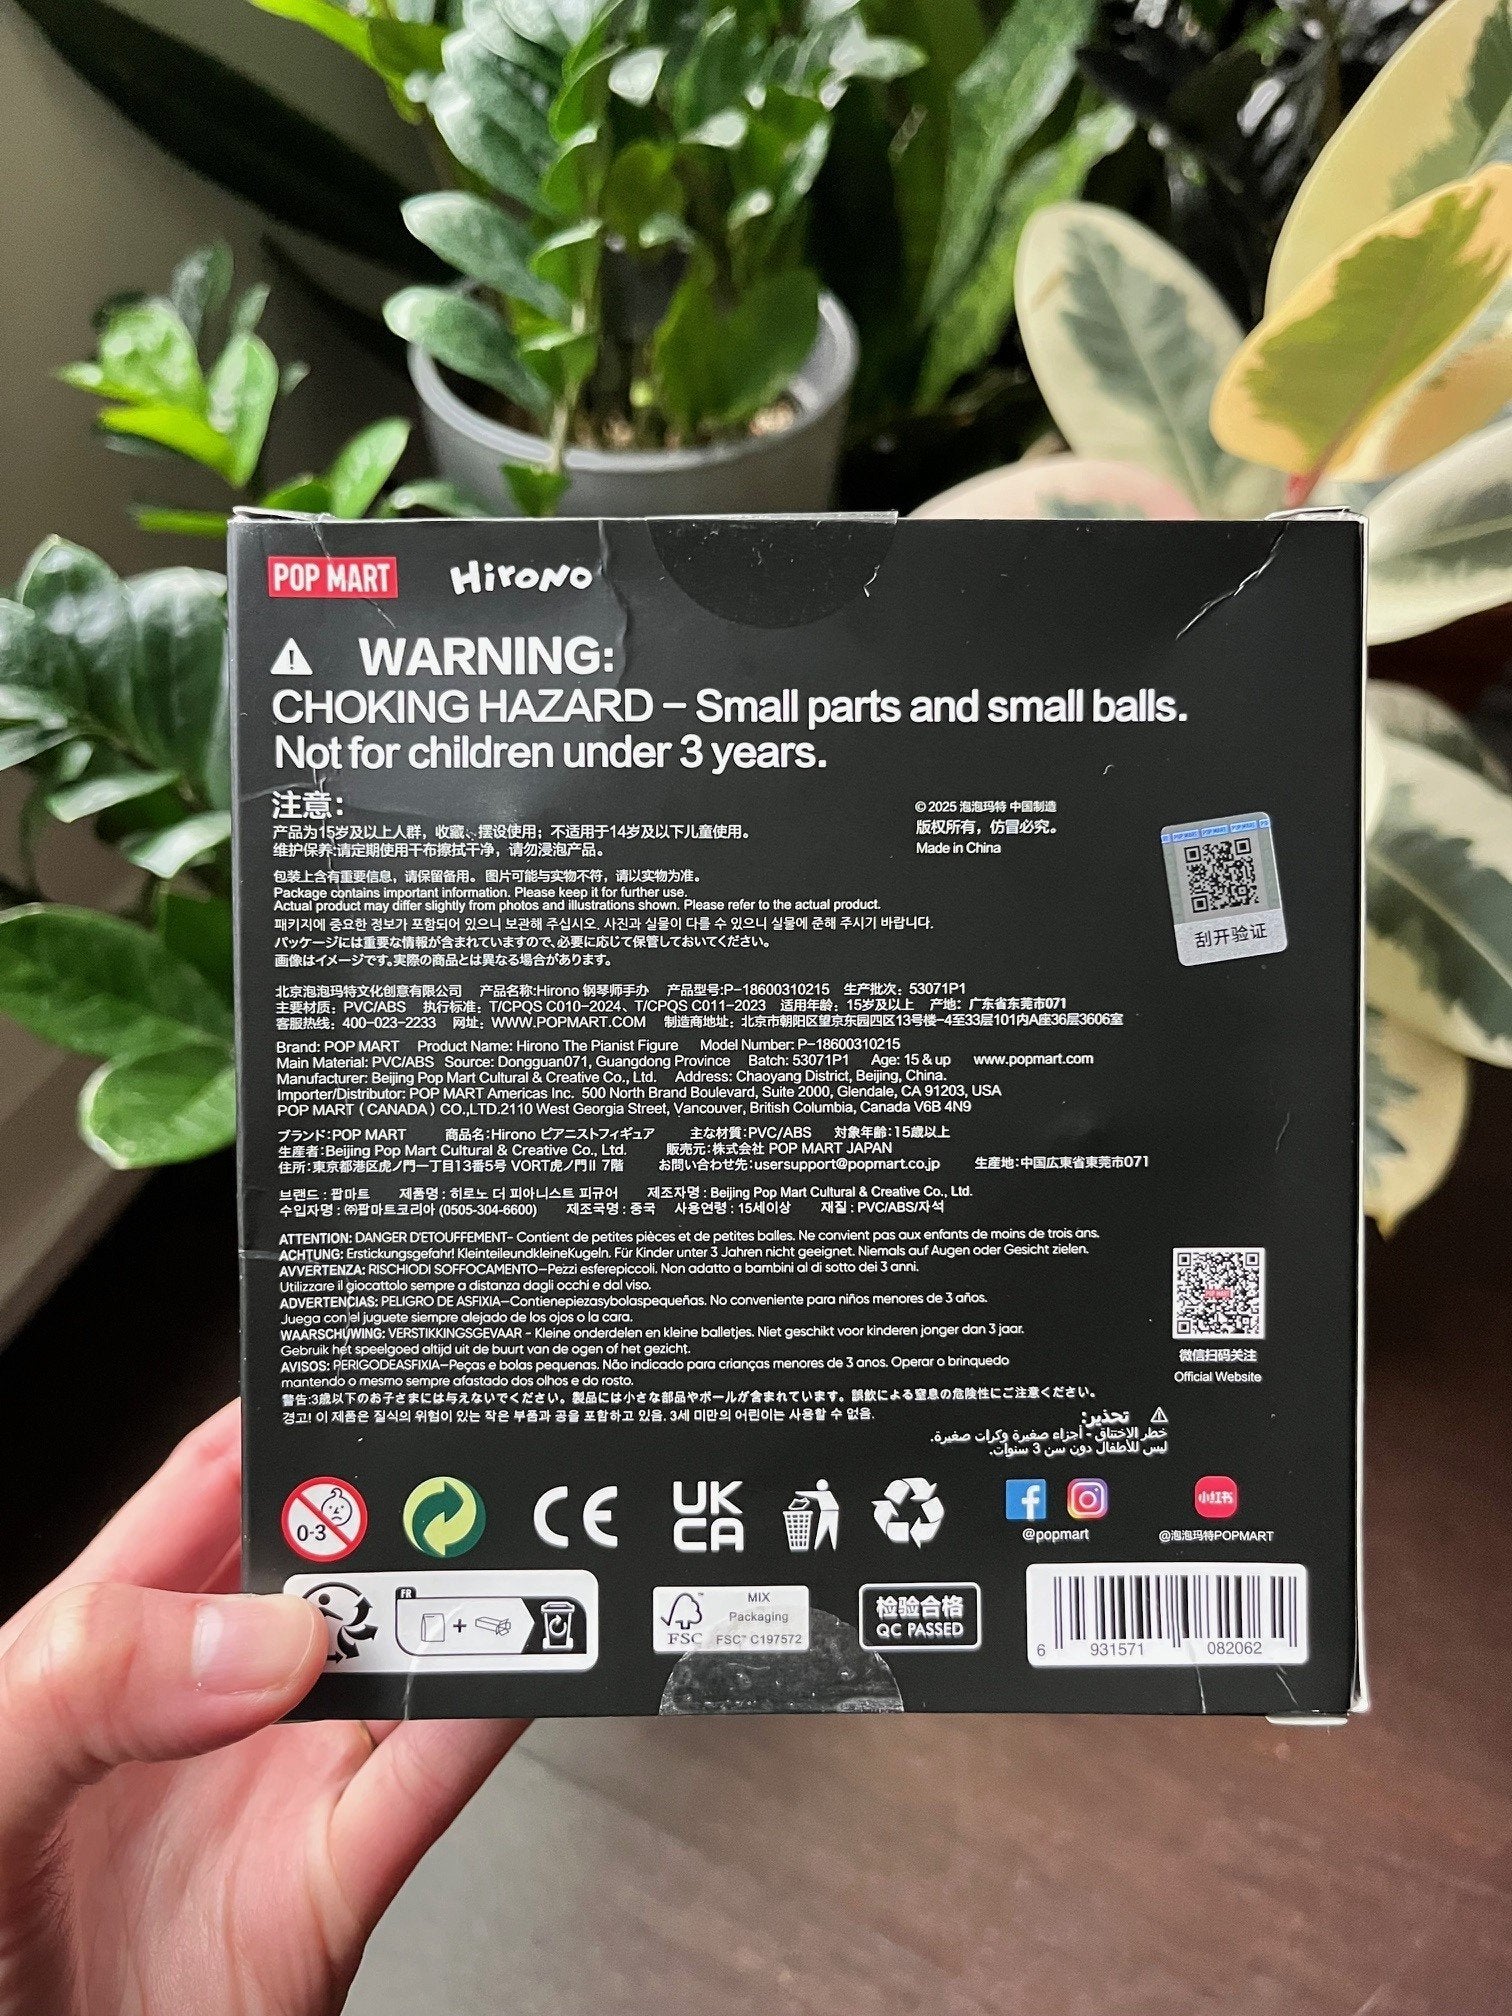 POP MART Hirono
WARNING:
CHOKING HAZARD – Small parts and small balls.
Not for children under 3 years.
注意:
产品为15岁及以上人群，收藏、摆设使用；不适用于14岁及以下儿童使用。
维护保养:请定期使用干布擦拭干净，请勿浸泡产品。
© 2025 泡泡玛特 中国制造
版权所有，仿冒必究。
Made in China
POP MART POP MART POP MART
刮开验证
包装上含有重要信息，请保留备用。图片可能与实物不符，请以实物为准。
Package contains important information. Please keep it for further use.
Actual product may differ slightly from photos and illustrations shown. Please refer to the actual product.
패키지에 중요한 정보가 포함되어 있으니 보관해 주십시오. 사진과 실물이 다를 수 있으니 실물에 준해 주시기 바랍니다.
パッケージには重要な情報が含まれていますので、必要に応じて保管しておいてください。
画像はイメージです。実際の商品とは異なる場合があります。
北京泡泡玛特文化创意有限公司 产品名称:Hirono 钢琴师手办 产品型号:P-18600310215 生产批次：53071P1
主要材质：PVC/ABS 执行标准：T/CPQS C010-2024、T/CPQS C011-2023 适用年龄：15岁及以上 产地：广东省东莞市071
客服热线：400-023-2233 网址：WWW.POPMART.COM 制造商地址：北京市朝阳区望京东园四区13号楼-4至33层101内A座36层3606室
Brand: POP MART Product Name: Hirono The Pianist Figure Model Number: P-18600310215
Main Material: PVC/ABS Source: Dongguan071, Guangdong Province Batch: 53071P1 Age: 15 & up www.popmart.com
Manufacturer: Beijing Pop Mart Cultural & Creative Co., Ltd. Address: Chaoyang District, Beijing, China.
Importer/Distributor: POP MART Americas Inc. 500 North Brand Boulevard, Suite 2000, Glendale, CA 91203, USA
POP MART（CANADA）CO.,LTD.2110 West Georgia Street, Vancouver, British Columbia, Canada V6B 4N9
ブランド:POP MART 商品名:Hirono ピアニストフィギュア 主な材質:PVC/ABS 対象年齢:15歳以上
生産者:Beijing Pop Mart Cultural & Creative Co., Ltd. 販売元:株式会社 POP MART JAPAN
住所:東京都港区虎ノ門一丁目13番5号 VORT虎ノ門II 7階 お問い合わせ先:usersupport@popmart.co.jp 生産地:中国広東省東莞市071
브랜드 : 팝마트 제품명 : 히로노 더 피아니스트 피규어 제조자명 : Beijing Pop Mart Cultural & Creative Co., Ltd.
수입자명 : ㈜팝마트코리아 (0505-304-6600) 제조국명 : 중국 사용연령 : 15세이상 재질 : PVC/ABS/자석
ATTENTION: DANGER D'ETOUFFEMENT- Contient de petites pièces et de petites balles. Ne convient pas aux enfants de moins de trois ans.
ACHTUNG: Erstickungsgefahr! KleinteileundkleineKugeln. Für Kinder unter 3 Jahren nicht geeignet. Niemals auf Augen oder Gesicht zielen.
AVVERTENZA: RISCHIODI SOFFOCAMENTO-Pezzi esferepiccoli. Non adatto a bambini al di sotto dei 3 anni.
Utilizzare il giocattolo sempre a distanza dagli occhi e dal viso.
ADVERTENCIAS: PELIGRO DE ASFIXIA-Contienepiezasybolaspequeñas. No conveniente para niños menores de 3 años.
Juega con el juguete siempre alejado de los ojos o la cara.
WAARSCHUWING: VERSTIKKINGSGEVAAR - Kleine onderdelen en kleine balletjes. Niet geschikt voor kinderen jonger dan 3 jaar.
Gebruik het speelgoed altijd uit de buurt van de ogen of het gezicht.
AVISOS: PERIGODEASFIXIA-Peças e bolas pequenas. Não indicado para crianças menores de 3 anos. Operar o brinquedo
mantendo o mesmo sempre afastado dos olhos e do rosto.
警告:3歳以下のお子さまには与えないでください。製品には小さな部品やボールが含まれています。誤飲による窒息の危険性にご注意ください。
경고! 이 제품은 질식의 위험이 있는 작은 부품과 공을 포함하고 있음. 3세 미만의 어린이는 사용할 수 없음.
تحذير:
خطر الاختناق - أجزاء صغيرة وكرات صغيرة.
ليس للأطفال دون سن 3 سنوات.
POP MART
微信扫码关注
Official Website
0-3
CE
UK
CA
@popmart
小红书
@泡泡玛特POPMART
FR
+
FSC™
MIX
Packaging
FSC™ C197572
检验合格
QC PASSED
6 931571 082062